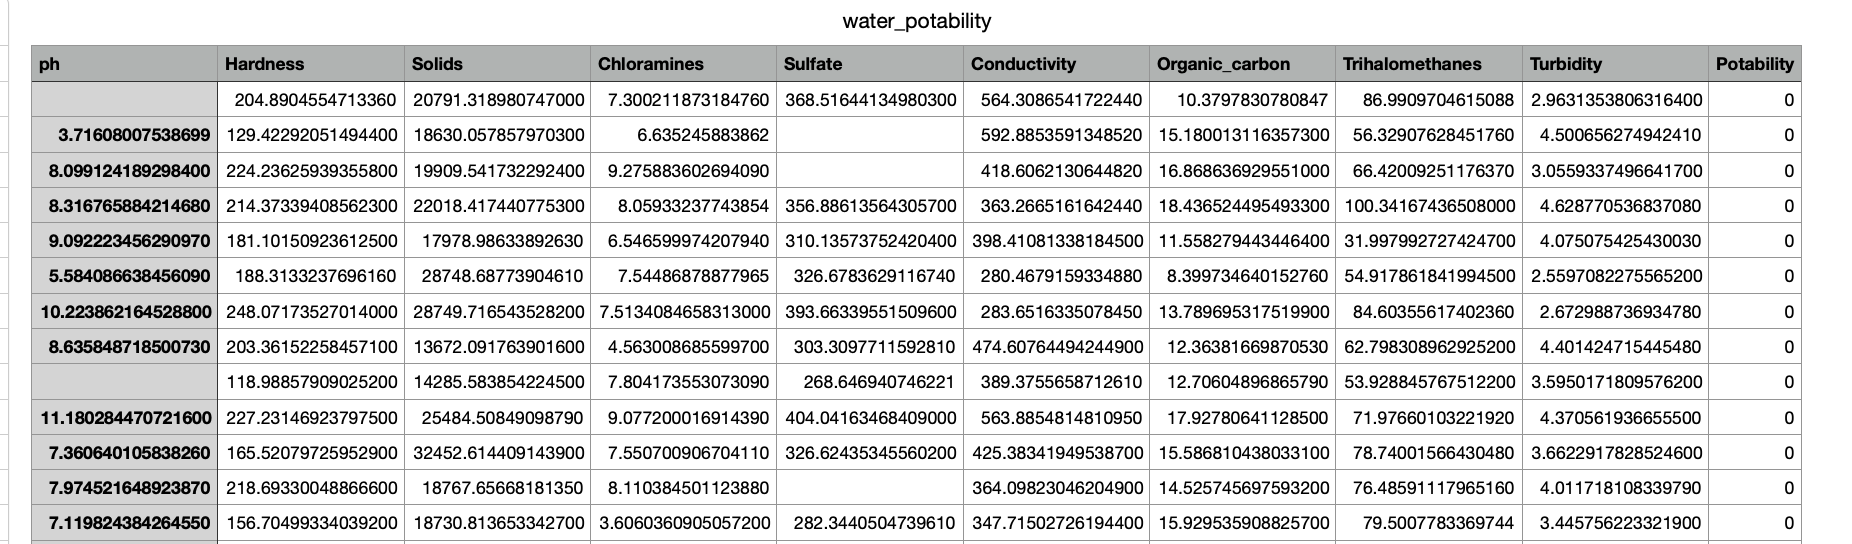 water_potability
ph Hardness Solids Chloramines Sulfate Conductivity Organic_carbon Trihalomethanes Turbidity Potability
204.8904554713360 20791.318980747000 7.300211873184760 368.51644134980300 564.3086541722440 10.3797830780847 86.9909704615088 2.9631353806316400 0
3.71608007538699 129.42292051494400 18630.057857970300 6.635245883862 592.8853591348520 15.180013116357300 56.32907628451760 4.500656274942410 0
8.099124189298400 224.23625939355800 19909.541732292400 9.275883602694090 418.6062130644820 16.868636929551000 66.42009251176370 3.0559337496641700 0
8.316765884214680 214.37339408562300 22018.417440775300 8.05933237743854 356.88613564305700 363.2665161642440 18.436524495493300 100.34167436508000 4.628770536837080 0
9.092223456290970 181.10150923612500 17978.98633892630 6.546599974207940 310.13573752420400 398.41081338184500 11.558279443446400 31.997992727424700 4.075075425430030 0
5.584086638456090 188.3133237696160 28748.68773904610 7.54486878877965 326.6783629116740 280.4679159334880 8.399734640152760 54.917861841994500 2.5597082275565200 0
10.223862164528800 248.07173527014000 28749.716543528200 7.5134084658313000 393.66339551509600 283.6516335078450 13.789695317519900 84.60355617402360 2.672988736934780 0
8.635848718500730 203.36152258457100 13672.091763901600 4.563008685599700 303.3097711592810 474.60764494244900 12.36381669870530 62.798308962925200 4.401424715445480 0
118.98857909025200 14285.583854224500 7.804173553073090 268.646940746221 389.3755658712610 12.70604896865790 53.928845767512200 3.5950171809576200 0
11.180284470721600 227.23146923797500 25484.50849098790 9.077200016914390 404.04163468409000 563.8854814810950 17.92780641128500 71.97660103221920 4.370561936655500 0
7.360640105838260 165.52079725952900 32452.614409143900 7.550700906704110 326.62435345560200 425.38341949538700 15.586810438033100 78.74001566430480 3.6622917828524600 0
7.974521648923870 218.69330048866600 18767.65668181350 8.110384501123880 364.09823046204900 14.525745697593200 76.48591117965160 4.011718108339790 0
7.119824384264550 156.70499334039200 18730.813653342700 3.6060360905057200 282.3440504739610 347.71502726194400 15.929535908825700 79.5007783369744 3.445756223321900 0